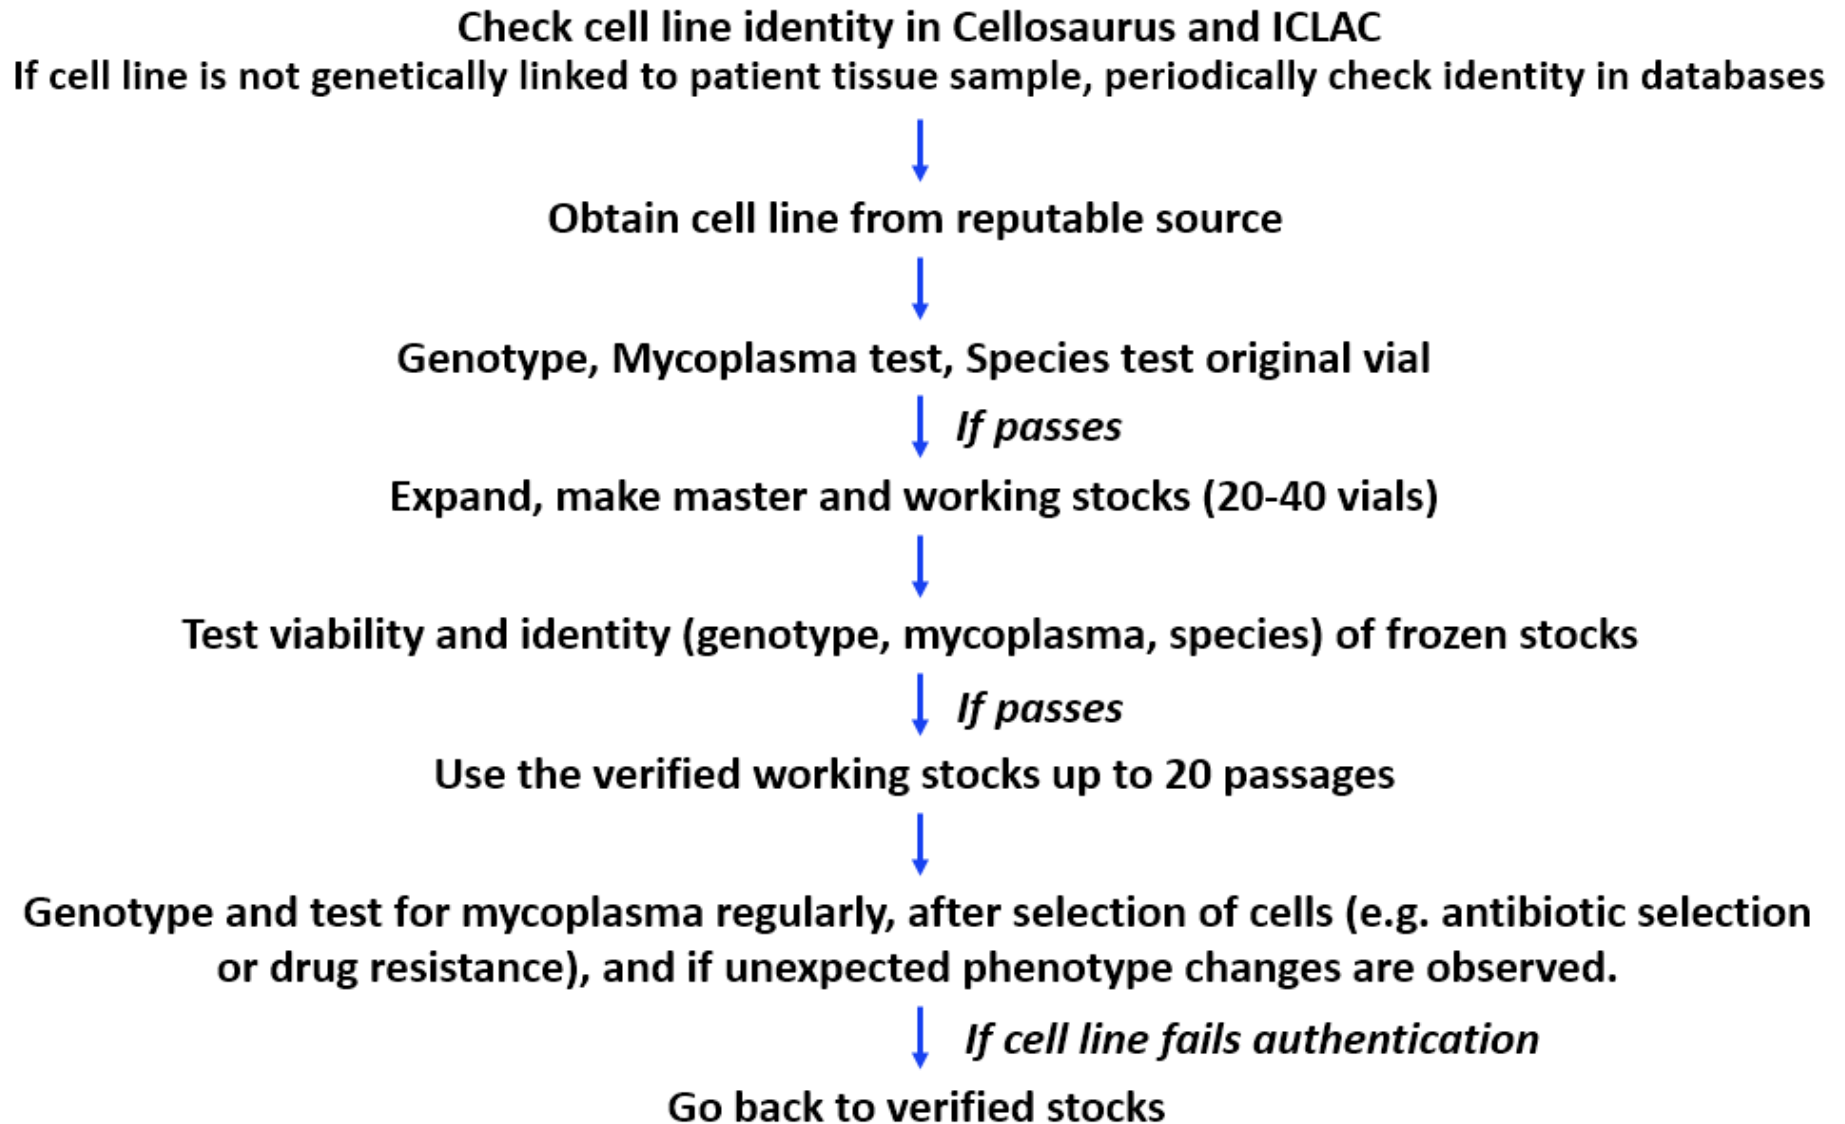 Check cell line identity in Cellosaurus and ICLAC
If cell line is not genetically linked to patient tissue sample, periodically check identity in databases
Obtain cell line from reputable source
Genotype, Mycoplasma test, Species test original vial
If passes
Expand, make master and working stocks (20-40 vials)
Test viability and identity (genotype, mycoplasma, species) of frozen stocks
If passes
Use the verified working stocks up to 20 passages
Genotype and test for mycoplasma regularly, after selection of cells (e.g. antibiotic selection
or drug resistance), and if unexpected phenotype changes are observed.
If cell line fails authentication
Go back to verified stocks